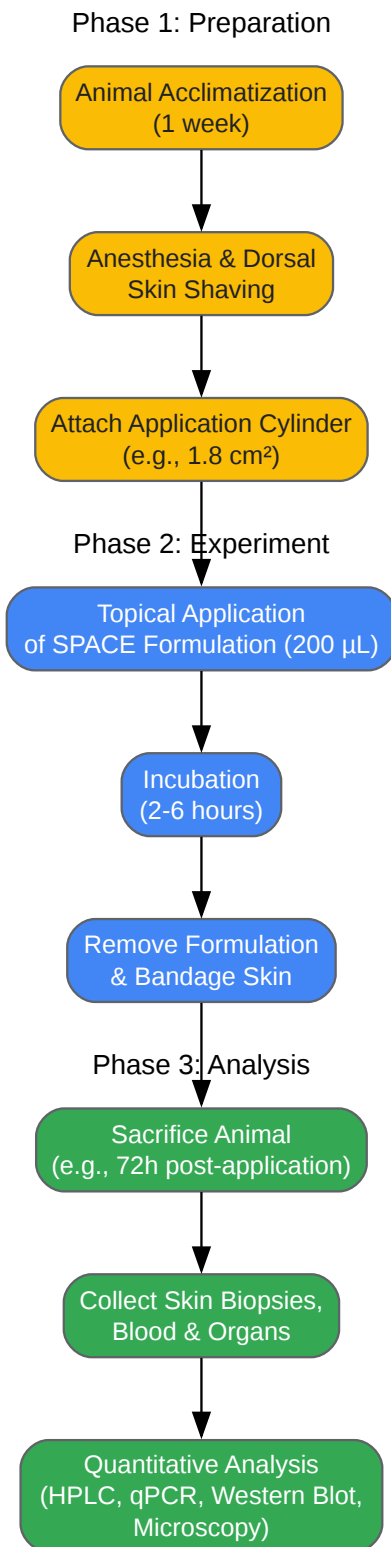 Phase 1: Preparation
Animal Acclimatization
(1 week)
Anesthesia & Dorsal
Skin Shaving
Attach Application Cylinder
(e.g., 1.8 cm²)
Phase 2: Experiment
Topical Application
of SPACE Formulation (200 µL)
Incubation
(2-6 hours)
Remove Formulation
& Bandage Skin
Phase 3: Analysis
Sacrifice Animal
(e.g., 72h post-application)
Collect Skin Biopsies,
Blood & Organs
Quantitative Analysis
(HPLC, qPCR, Western Blot,
Microscopy)